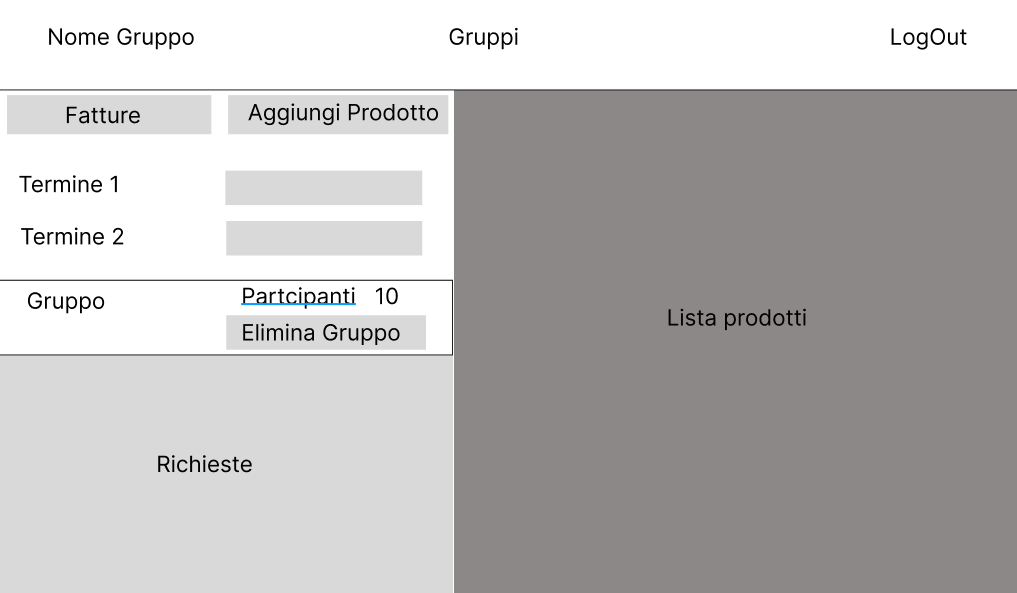 Nome Gruppo Gruppi LogOut
Fatture Aggiungi Prodotto
Termine 1
Termine 2
Gruppo Partcipanti 10
Elimina Gruppo
Lista prodotti
Richieste